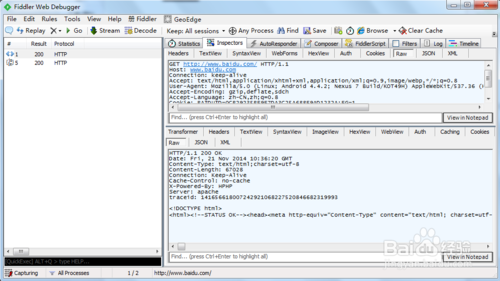 Fiddler Web Debugger
File Edit Rules Tools View Help Fiddler GeoEdge
Replay Go Stream Decode Keep: All sessions Any Process Find Save Browse Clear Cache
# Result Protocol
1 200 HTTP
5 200 HTTP
Statistics Inspectors AutoResponder Composer FiddlerScript Filters Log Timeline
Headers TextView SyntaxView WebForms HexView Auth Cookies Raw JSON XML
GET http://www.baidu.com/ HTTP/1.1
Host: www.baidu.com
Connection: keep-alive
Accept: text/html,application/xhtml+xml,application/xml;q=0.9,image/webp,*/*;q=0.8
User-Agent: Mozilla/5.0 (Linux; Android 4.4.2; Nexus 7 Build/KOT49H) AppleWebKit/537.36 (K
Accept-Encoding: gzip,deflate,sdch
Accept-Language: zh-CN,zh;q=0.8
Find... (press Ctrl+Enter to highlight all) View in Notepad
Transformer Headers TextView SyntaxView ImageView HexView WebView Auth Caching Cookies
Raw JSON XML
HTTP/1.1 200 OK
Date: Fri, 21 Nov 2014 10:36:20 GMT
Content-Type: text/html;charset=utf-8
Content-Length: 67028
Connection: Keep-Alive
Cache-Control: no-cache
X-Powered-By: HPHP
Server: apache
<!DOCTYPE html>
<html><!--STATUS OK--><head><meta http-equiv="Content-Type" content="text/html; charset=utf-
Find... (press Ctrl+Enter to highlight all) View in Notepad
[QuickExec] ALT+Q > type HELP...
Capturing All Processes 1 / 2 http://www.baidu.com/
Baidu 经验
jingyan.baidu.com